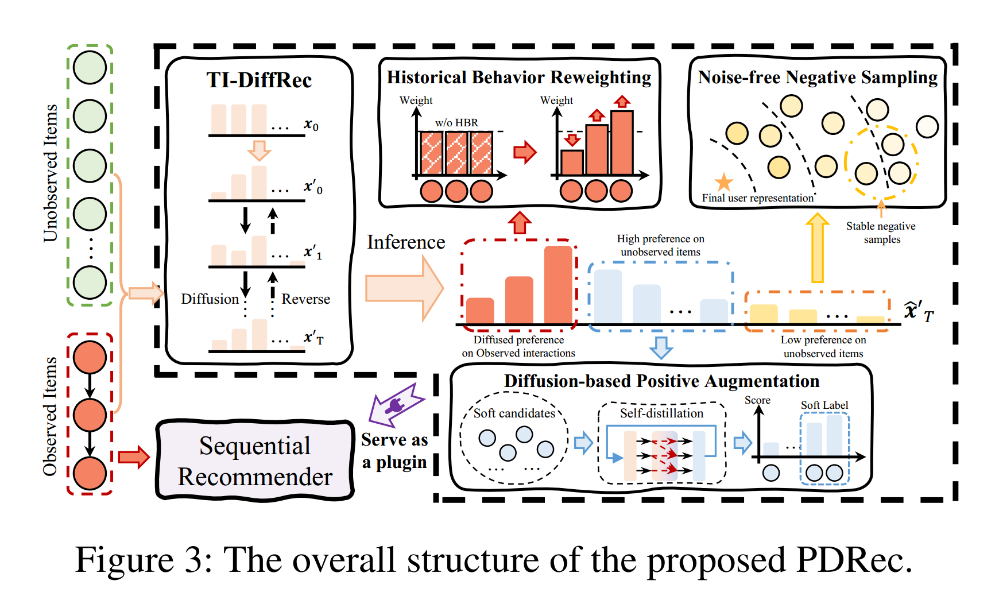 Unobserved Items
Observed Items
TI-DiffRec
... x₀
... x′₀
... x′₁
Diffusion
Reverse
... x′T
Inference
Historical Behavior Reweighting
Weight
w/o HBR
Weight
Noise-free Negative Sampling
Final user representation
Stable negative
samples
High preference on
unobserved items
...
...
x̂′T
Diffused preference
on Observed interactions
Low preference on
unobserved items
Diffusion-based Positive Augmentation
Soft candidates
... ...
Self-distillation
Score
Soft Label
...
Serve as
a plugin
Sequential
Recommender
Figure 3: The overall structure of the proposed PDRec.